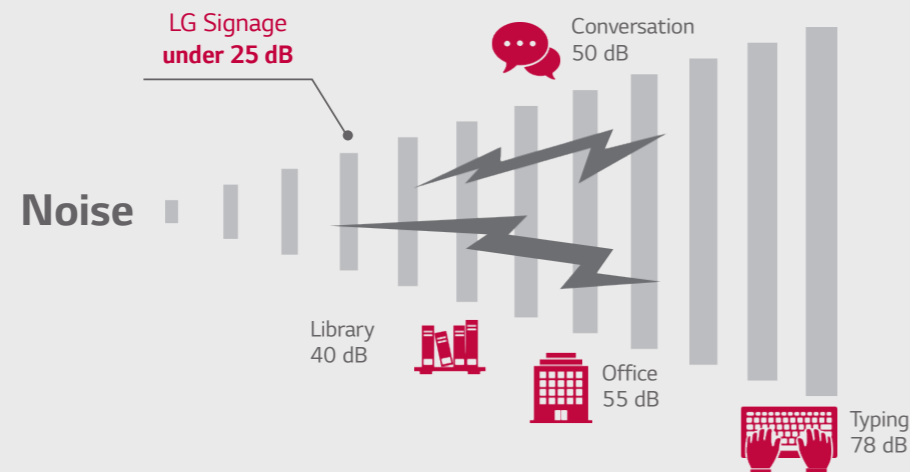 LG Signage
under 25 dB
Conversation
50 dB
Noise
Library
40 dB
Office
55 dB
Typing
78 dB